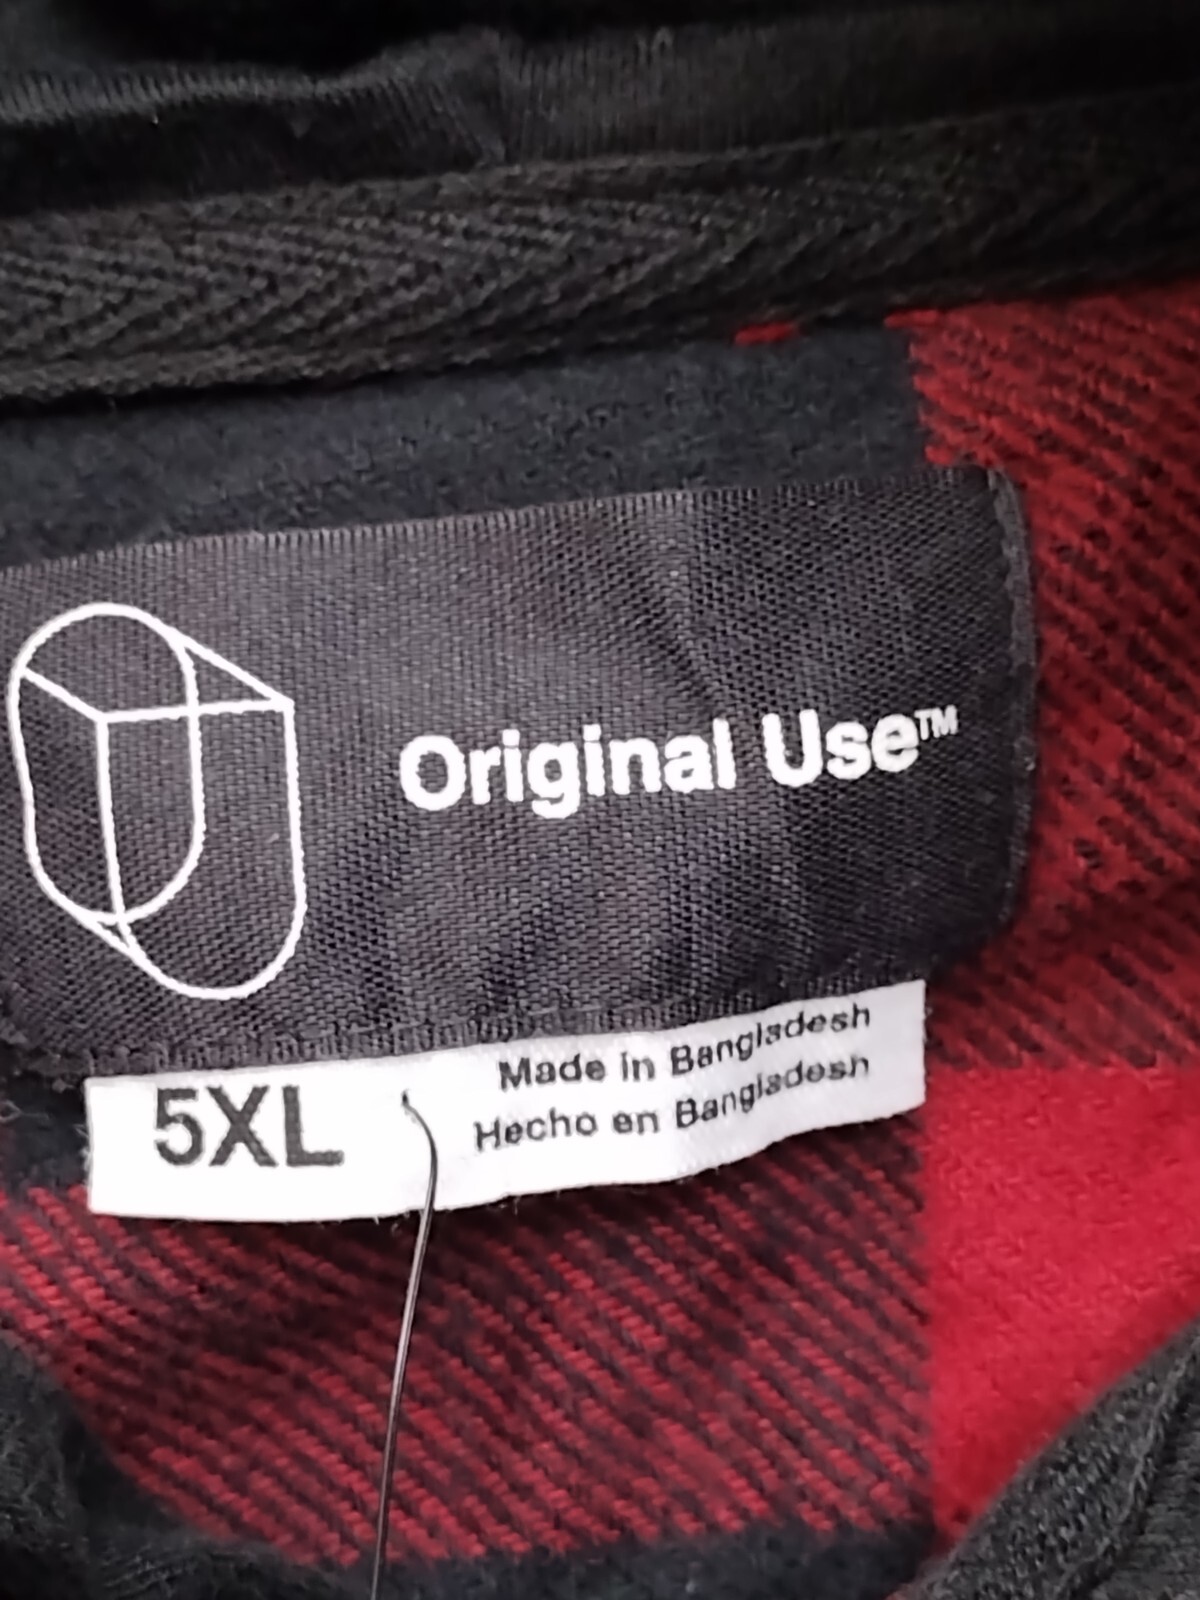 Original Use™
5XL
Made in Bangladesh
Hecho en Bangladesh